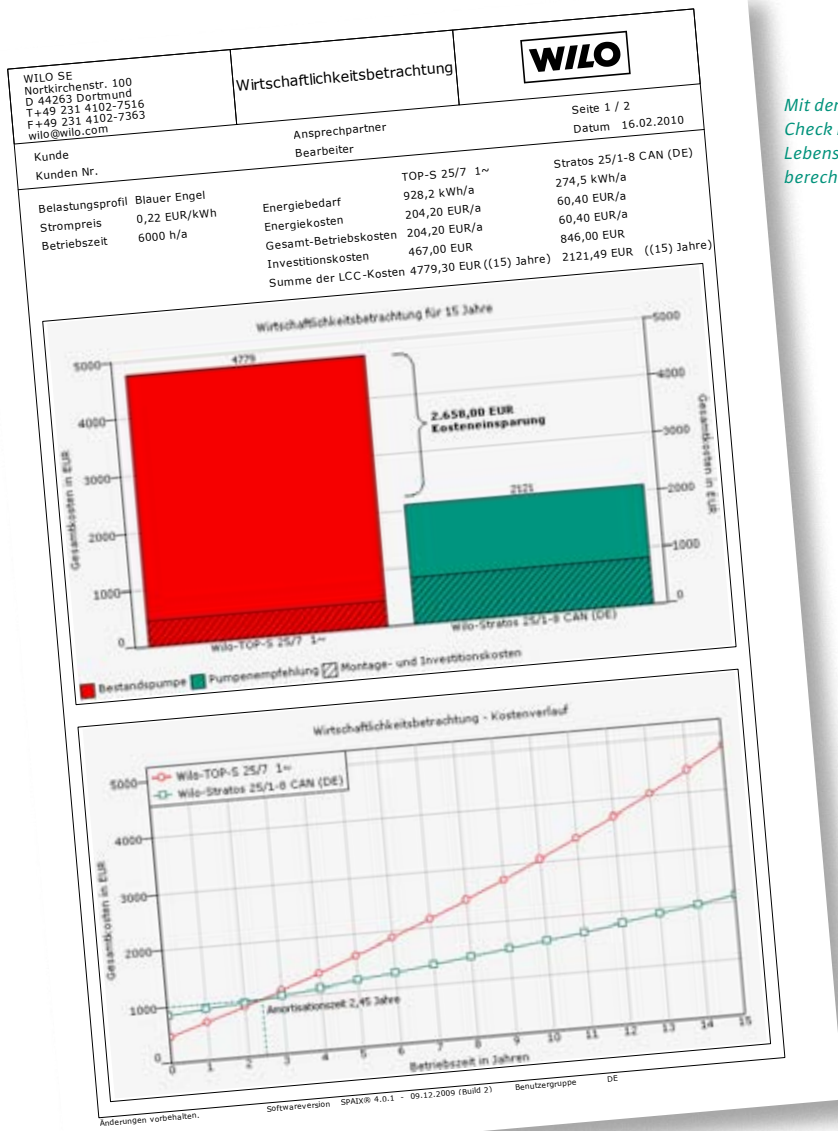 WILO SE
Nortkirchenstr. 100
D 44263 Dortmund
T+49 231 4102-7516
F+49 231 4102-7363
wilo@wilo.com
Wirtschaftlichkeitsbetrachtung
WILO
Kunde
Kunden Nr.
Ansprechpartner
Bearbeiter
Seite 1 / 2
Datum 16.02.2010
Mit der
Check
Lebens
berech
Belastungsprofil Blauer Engel
Strompreis 0,22 EUR/kWh
Betriebszeit 6000 h/a
TOP-S 25/7 1~ Stratos 25/1-8 CAN (DE)
Energiebedarf 928,2 kWh/a 274,5 kWh/a
Energiekosten 204,20 EUR/a 60,40 EUR/a
Gesamt-Betriebskosten 204,20 EUR/a 60,40 EUR/a
Investitionskosten 467,00 EUR 846,00 EUR
Summe der LCC-Kosten 4779,30 EUR ((15) Jahre) 2121,49 EUR ((15) Jahre)
Wirtschaftlichkeitsbetrachtung für 15 Jahre
Gesamtkosten in EUR
5000
4000
3000
2000
1000
0
4779
2.658,00 EUR
Kosteneinsparung
2121
5000
4000
3000
2000
1000
0
Gesamtkosten in EUR
Wilo-TOP-S 25/7 1~
Wilo-Stratos 25/1-8 CAN (DE)
Bestandspumpe Pumpenempfehlung Montage- und Investitionskosten
Wirtschaftlichkeitsbetrachtung - Kostenverlauf
Wilo-TOP-S 25/7 1~
Wilo-Stratos 25/1-8 CAN (DE)
Gesamtkosten in EUR
5000
4000
3000
2000
1000
0
Amortisationszeit 2,45 Jahre
0 1 2 3 4 5 6 7 8 9 10 11 12 13 14 15
Betriebszeit in Jahren
Änderungen vorbehalten.
Softwareversion SPAIX® 4.0.1 - 09.12.2009 (Build 2) Benutzergruppe DE